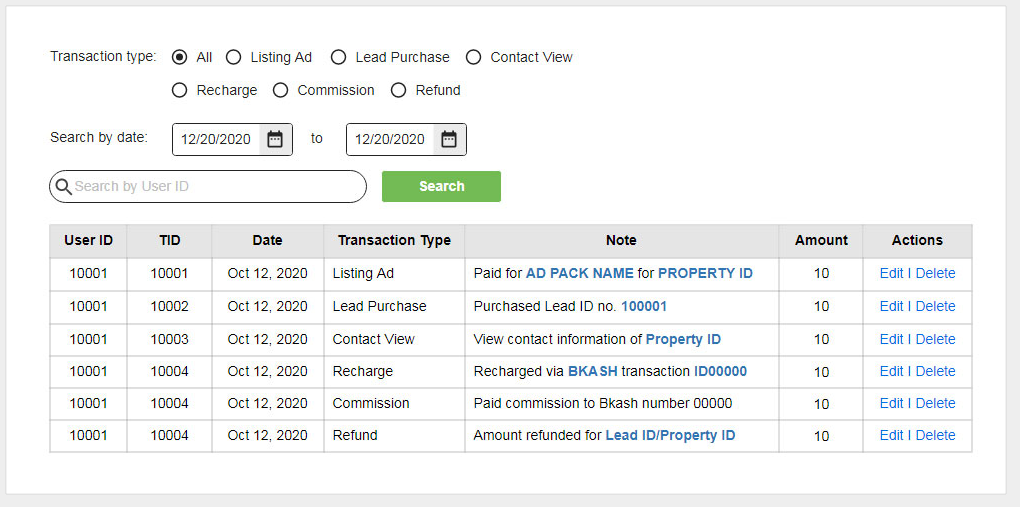 Transaction type: All Listing Ad Lead Purchase Contact View
Recharge Commission Refund
Search by date: 12/20/2020 to 12/20/2020
Search by User ID Search
User ID TID Date Transaction Type Note Amount Actions
10001 10001 Oct 12, 2020 Listing Ad Paid for AD PACK NAME for PROPERTY ID 10 Edit | Delete
10001 10002 Oct 12, 2020 Lead Purchase Purchased Lead ID no. 100001 10 Edit | Delete
10001 10003 Oct 12, 2020 Contact View View contact information of Property ID 10 Edit | Delete
10001 10004 Oct 12, 2020 Recharge Recharged via BKASH transaction ID00000 10 Edit | Delete
10001 10004 Oct 12, 2020 Commission Paid commission to Bkash number 00000 10 Edit | Delete
10001 10004 Oct 12, 2020 Refund Amount refunded for Lead ID/Property ID 10 Edit | Delete